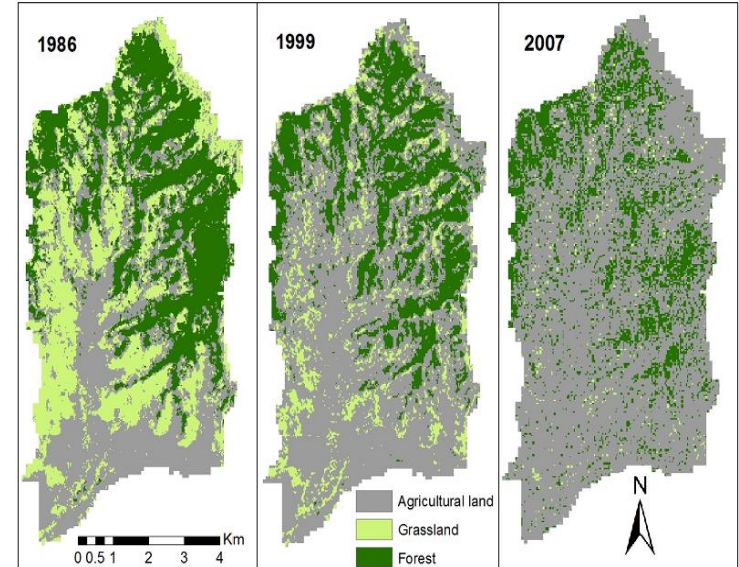 1986
1999
2007
Agricultural land
Grassland
Forest
Km
0 0.5 1 2 3 4
N